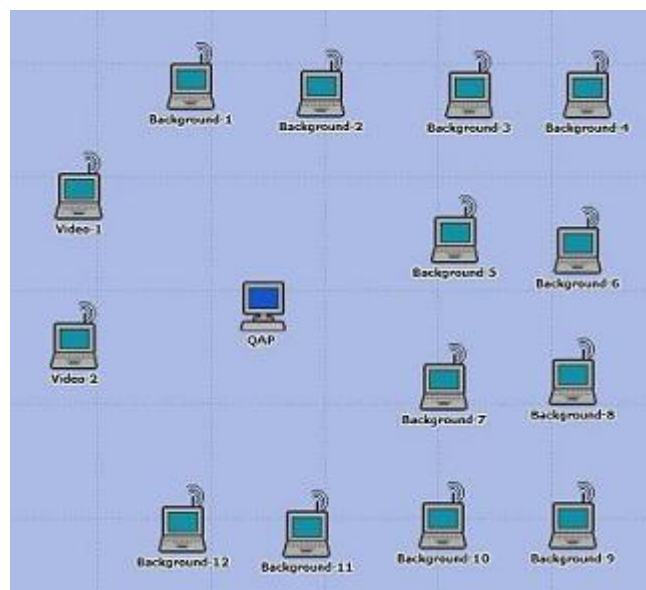 Background-1
Background-2
Background-3
Background-4
Video-1
Background-5
Background-6
QAP
Video-2
Background-7
Background-8
Background-12
Background-11
Background-10
Background-9